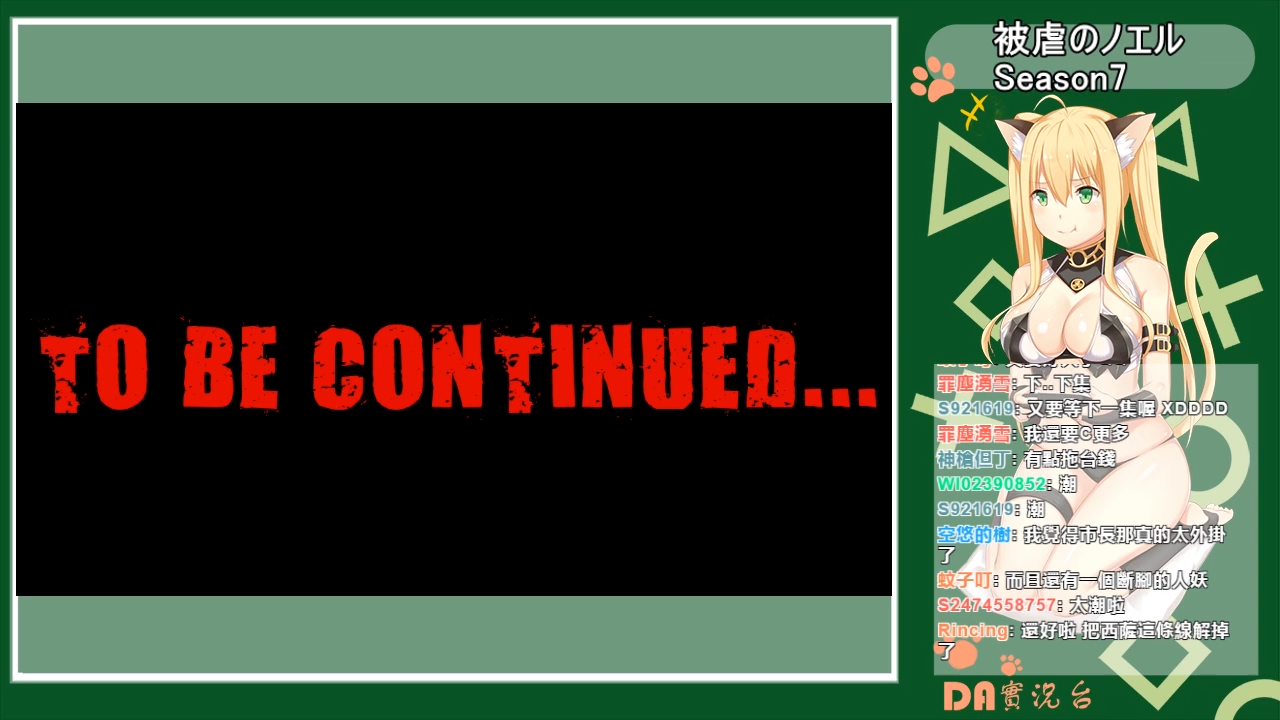 被虐のノエル
Season7
TO BE CONTINUED...
罪塵湧雪: 下..下集
S921619: 又要等下一集喔 XDDDD
罪塵湧雪: 我還要C更多
神槍但丁: 有點拖台錢
WI02390852: 潮
S921619: 潮
空悠的樹: 我覺得市長那真的太外掛
了
蚊子叮: 而且還有一個斷腳的人妖
S2474558757: 太潮啦
Rincing: 還好啦 把西薩這條線解掉
了
DA實況台